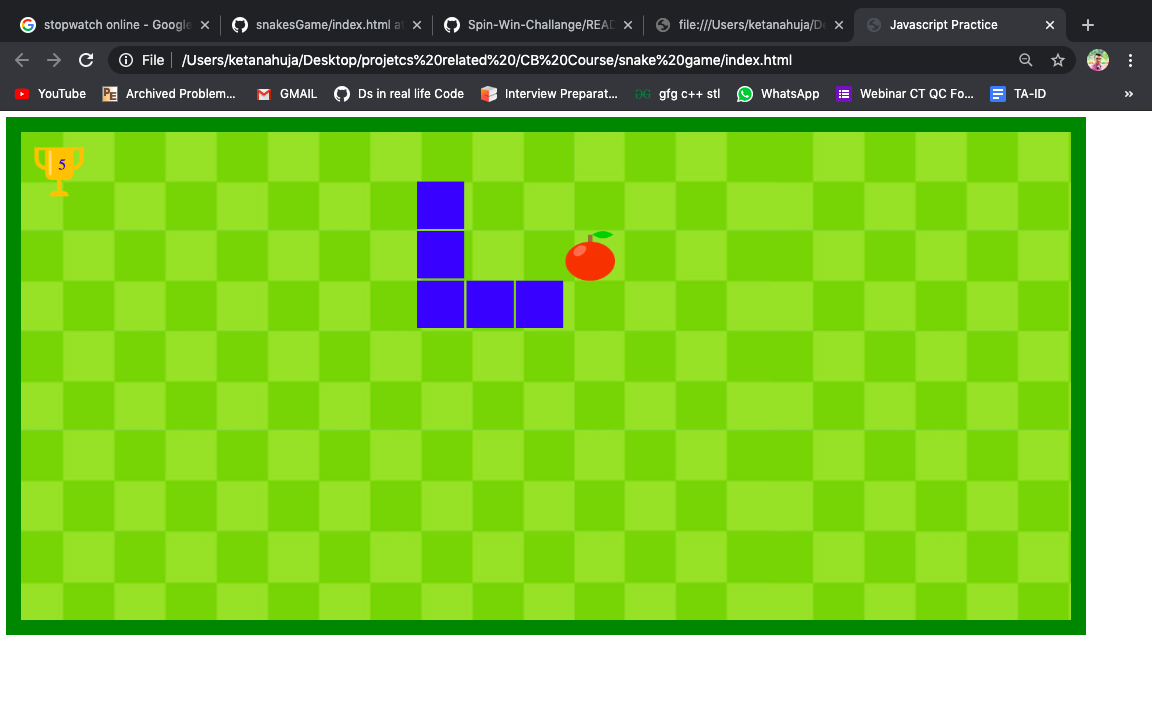 stopwatch online - Google
snakesGame/index.html at
Spin-Win-Challange/READ
file:///Users/ketanahuja/De
Javascript Practice
File
/Users/ketanahuja/Desktop/projetcs%20related%20/CB%20Course/snake%20game/index.html
YouTube
Archived Problem...
GMAIL
Ds in real life Code
Interview Preparat...
gfg c++ stl
WhatsApp
Webinar CT QC Fo...
TA-ID
5